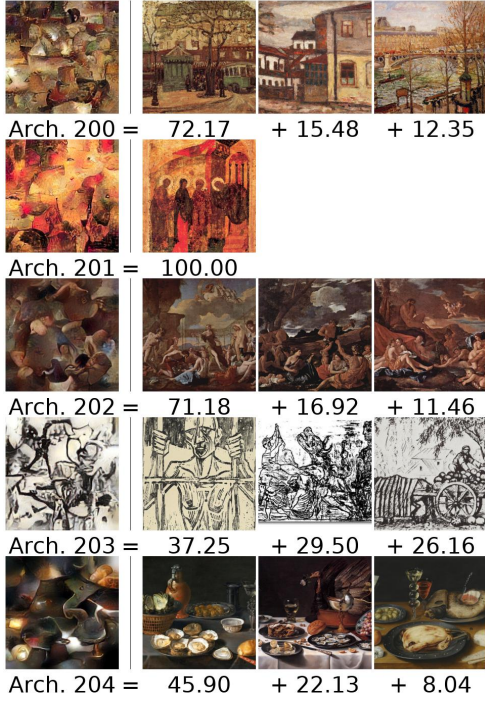 Arch. 200 = 72.17 + 15.48 + 12.35
Arch. 201 = 100.00
Arch. 202 = 71.18 + 16.92 + 11.46
Arch. 203 = 37.25 + 29.50 + 26.16
Arch. 204 = 45.90 + 22.13 + 8.04